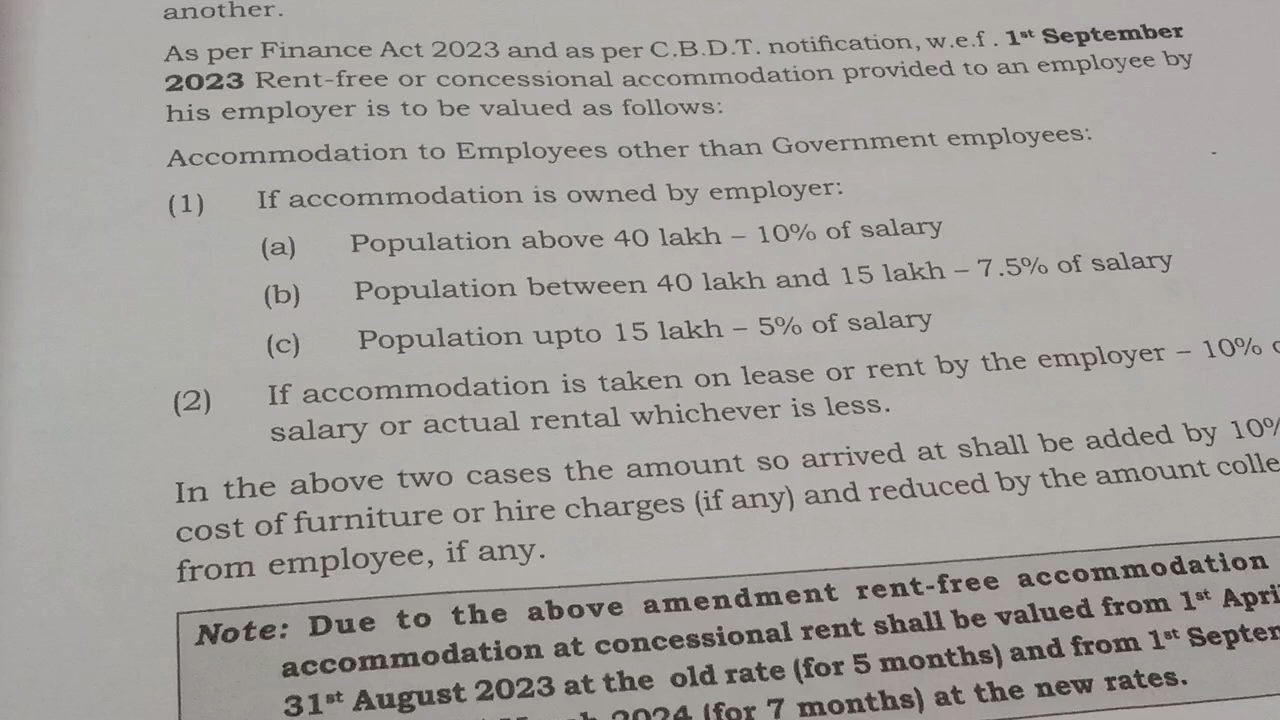 another.
As per Finance Act 2023 and as per C.B.D.T. notification, w.e.f. 1st September
2023 Rent-free or concessional accommodation provided to an employee by
his employer is to be valued as follows:
Accommodation to Employees other than Government employees:
(1) If accommodation is owned by employer:
(a) Population above 40 lakh – 10% of salary
(b) Population between 40 lakh and 15 lakh – 7.5% of salary
(c) Population upto 15 lakh – 5% of salary
(2) If accommodation is taken on lease or rent by the employer – 10%
salary or actual rental whichever is less.
In the above two cases the amount so arrived at shall be added by 10%
cost of furniture or hire charges (if any) and reduced by the amount colle
from employee, if any.
Note: Due to the above amendment rent-free accommodation
accommodation at concessional rent shall be valued from 1st Apri
31st August 2023 at the old rate (for 5 months) and from 1st Septem
2024 (for 7 months) at the new rates.